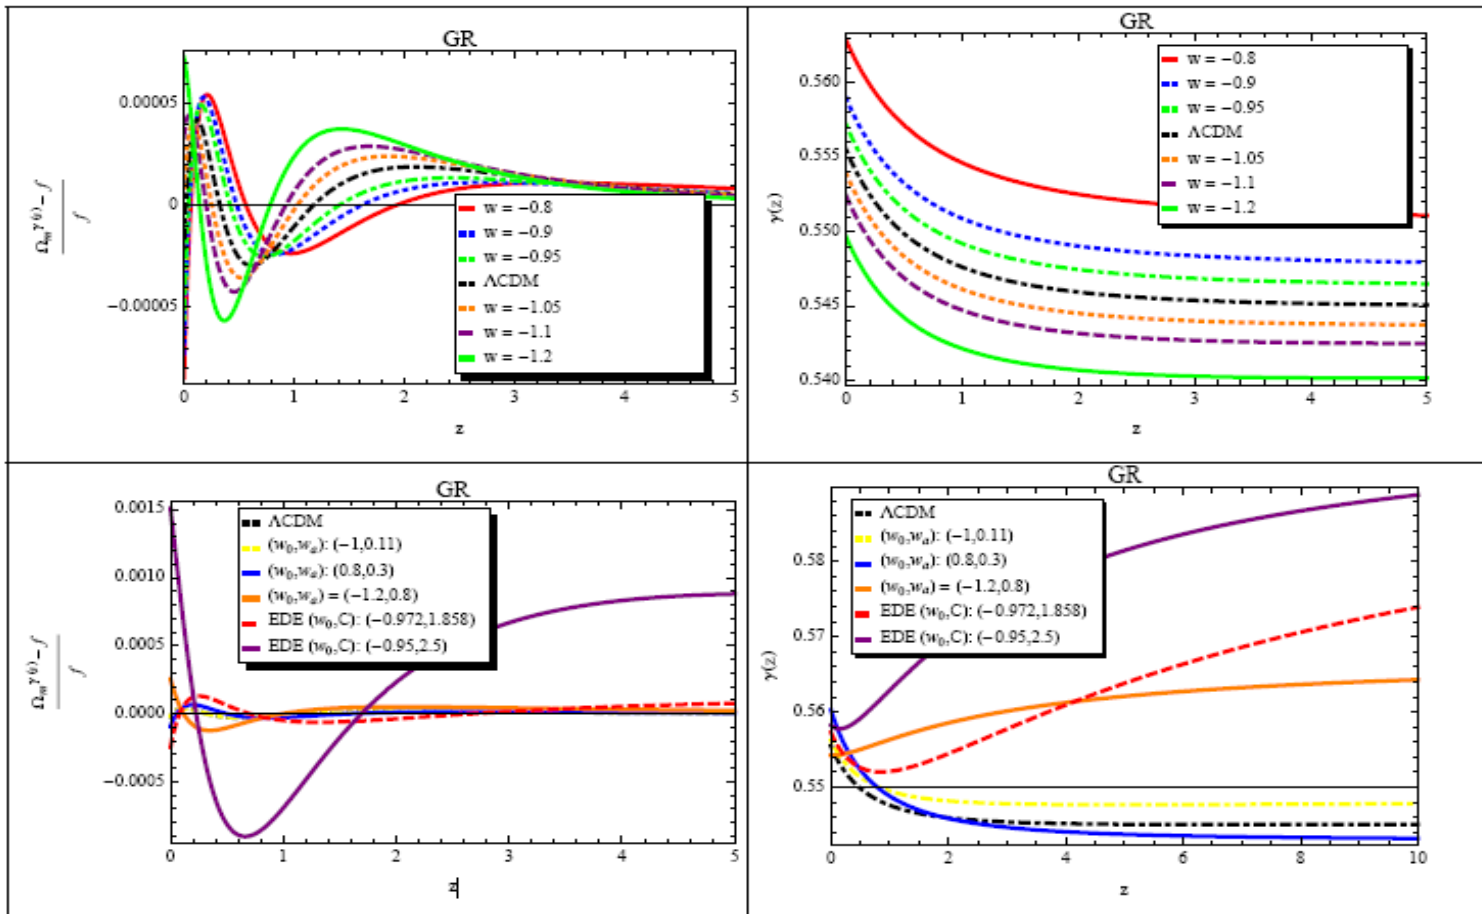 GR
0.00005
0
−0.00005
Ωm^γ(z) − f
f
w = −0.8
w = −0.9
w = −0.95
ΛCDM
w = −1.05
w = −1.1
w = −1.2
0 1 2 3 4 5
z
GR
0.560
0.555
0.550
0.545
0.540
γ(z)
w = −0.8
w = −0.9
w = −0.95
ΛCDM
w = −1.05
w = −1.1
w = −1.2
0 1 2 3 4 5
z
GR
0.0015
0.0010
0.0005
0.0000
−0.0005
Ωm^γ(z) − f
f
ΛCDM
(w₀,wₐ): (−1,0.11)
(w₀,wₐ): (0.8,0.3)
(w₀,wₐ) = (−1.2,0.8)
EDE (w₀,C): (−0.972,1.858)
EDE (w₀,C): (−0.95,2.5)
0 1 2 3 4 5
z
GR
0.58
0.57
0.56
0.55
γ(z)
ΛCDM
(w₀,wₐ): (−1,0.11)
(w₀,wₐ): (0.8,0.3)
(w₀,wₐ) = (−1.2,0.8)
EDE (w₀,C): (−0.972,1.858)
EDE (w₀,C): (−0.95,2.5)
0 2 4 6 8 10
z